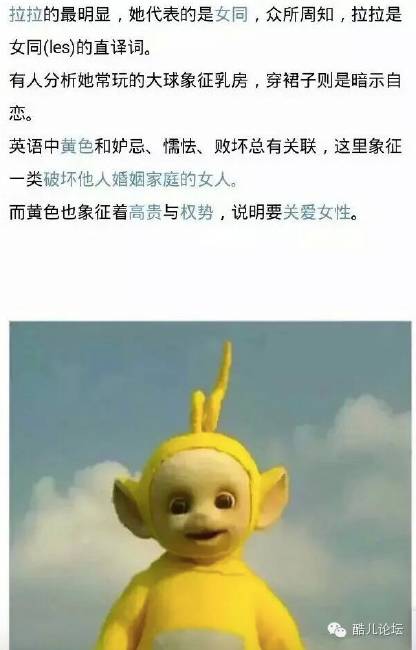 拉拉的最明显，她代表的是女同，众所周知，拉拉是
女同(les)的直译词。
有人分析她常玩的大球象征乳房，穿裙子则是暗示自
恋。
英语中黄色和妒忌、懦怯、败坏总有关联，这里象征
一类破坏他人婚姻家庭的女人。
而黄色也象征着高贵与权势，说明要关爱女性。
酷儿论坛